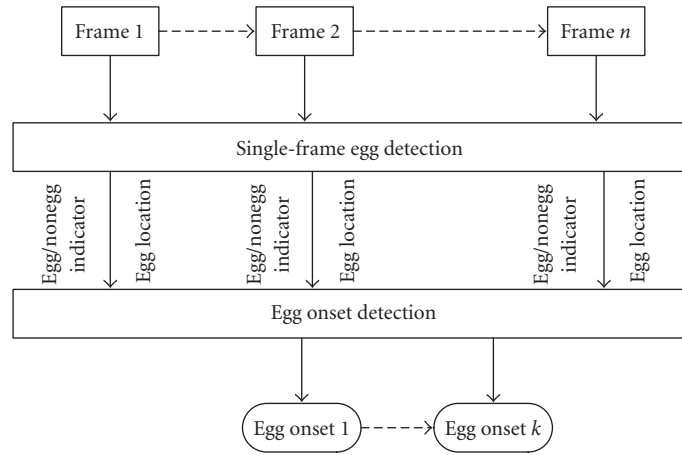 Frame 1
Frame 2
Frame n
Single-frame egg detection
Egg/nonegg
indicator
Egg location
Egg/nonegg
indicator
Egg location
Egg/nonegg
indicator
Egg location
Egg onset detection
Egg onset 1
Egg onset k